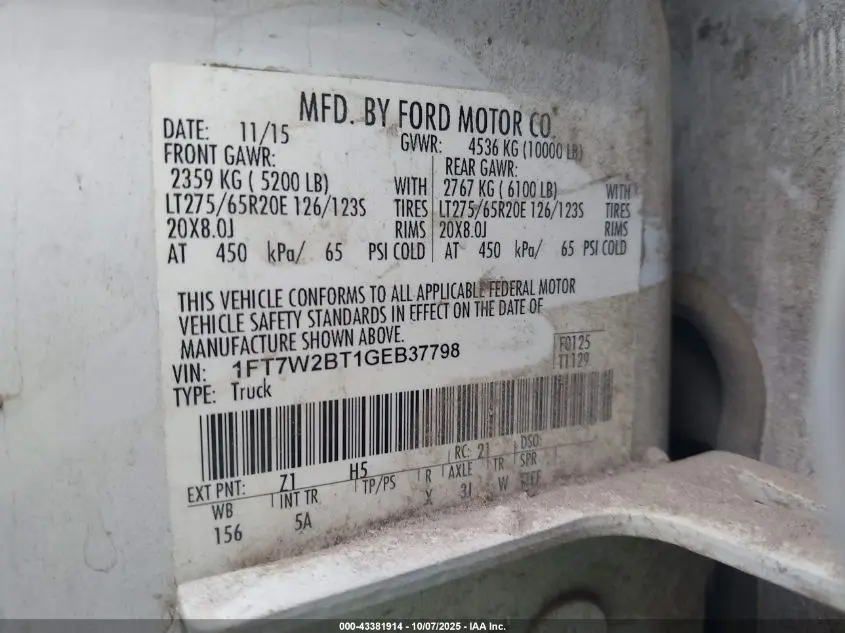 MFD. BY FORD MOTOR CO
DATE: 11/15 GVWR: 4536 KG (10000 LB)
FRONT GAWR: REAR GAWR:
2359 KG ( 5200 LB) WITH 2767 KG ( 6100 LB) WITH
LT275/65R20E 126/123S TIRES LT275/65R20E 126/123S TIRES
20X8.0J RIMS 20X8.0J RIMS
AT 450 kPa/ 65 PSI COLD AT 450 kPa/ 65 PSI COLD
THIS VEHICLE CONFORMS TO ALL APPLICABLE FEDERAL MOTOR
VEHICLE SAFETY STANDARDS IN EFFECT ON THE DATE OF
MANUFACTURE SHOWN ABOVE.
VIN: 1FT7W2BT1GEB37798 F0125
TYPE: Truck T1129
EXT PNT: Z1 H5 RC: 21 DSO:
WB INT TR TP/PS R AXLE TR SPR
156 5A X 3J W
000-43381914 - 10/07/2025 - IAA Inc.